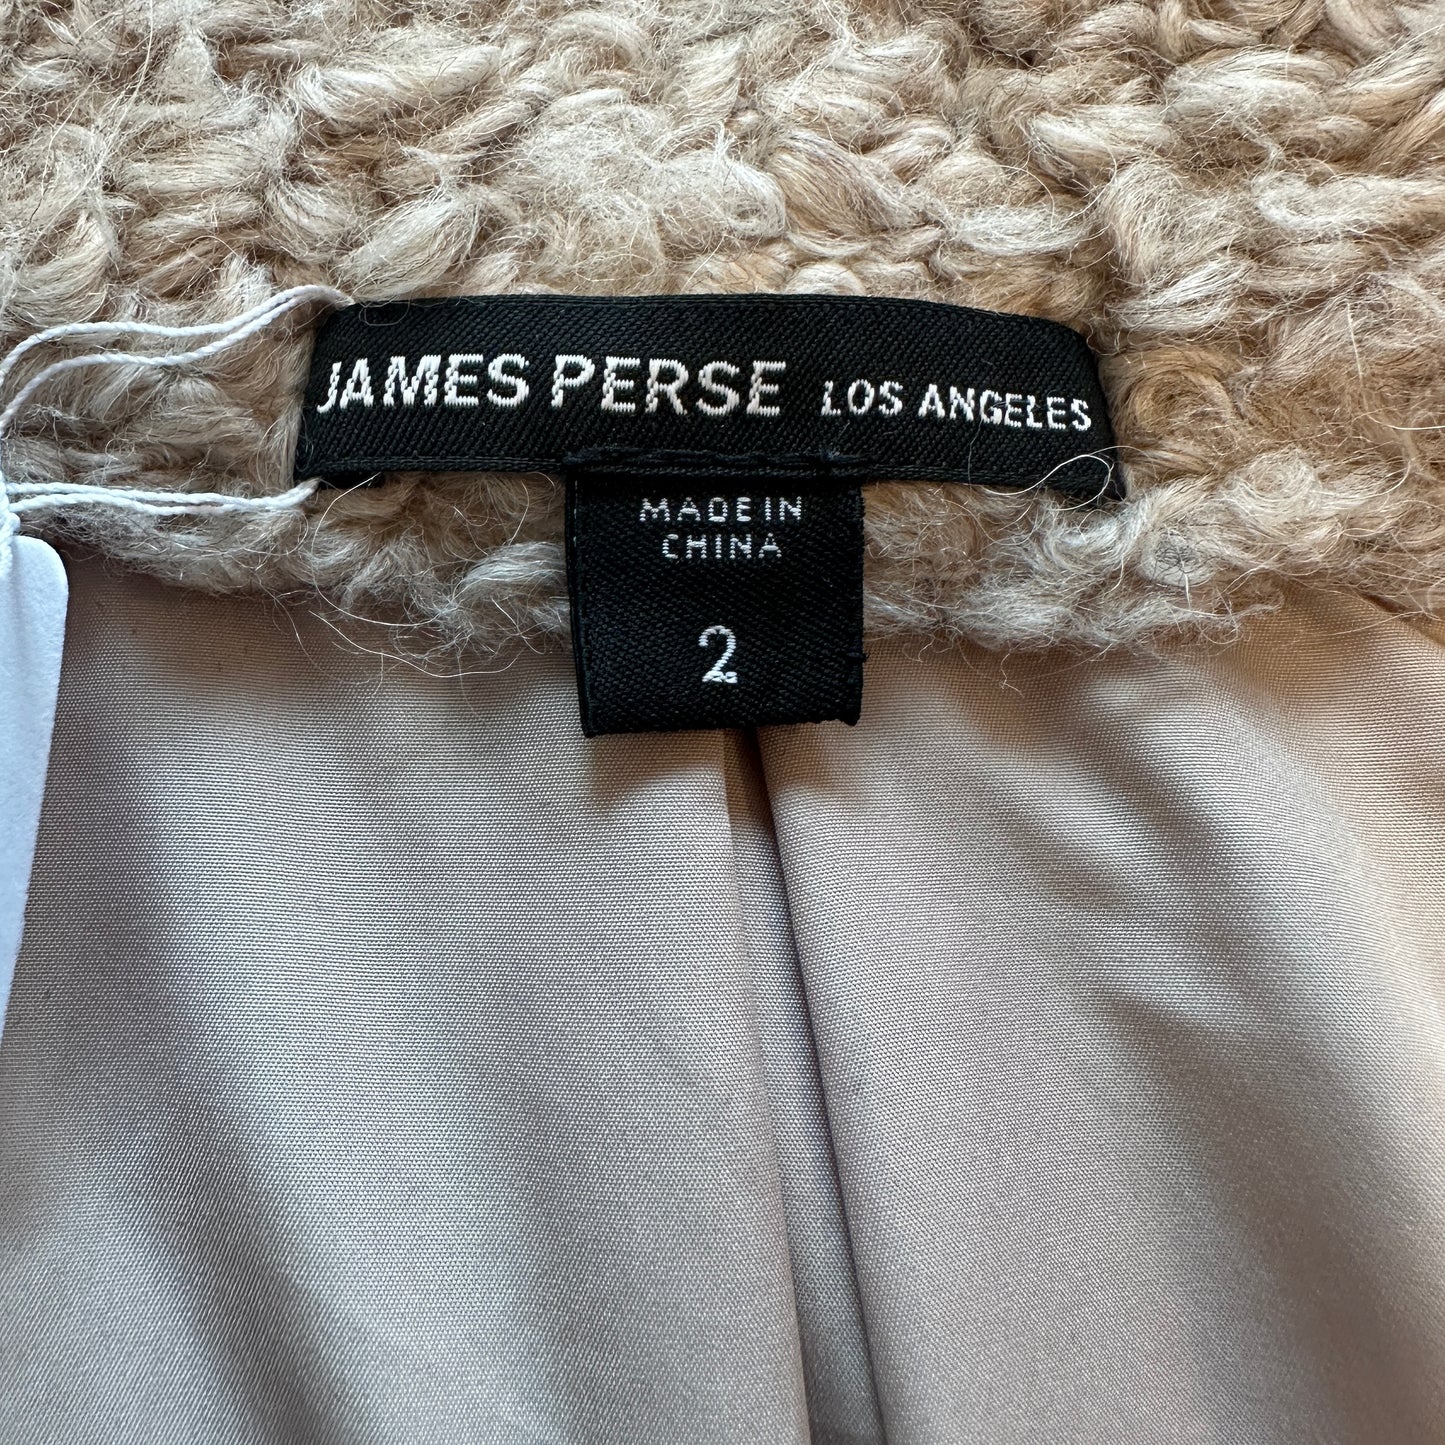 JAMES PERSE LOS ANGELES
MADE IN
CHINA
2